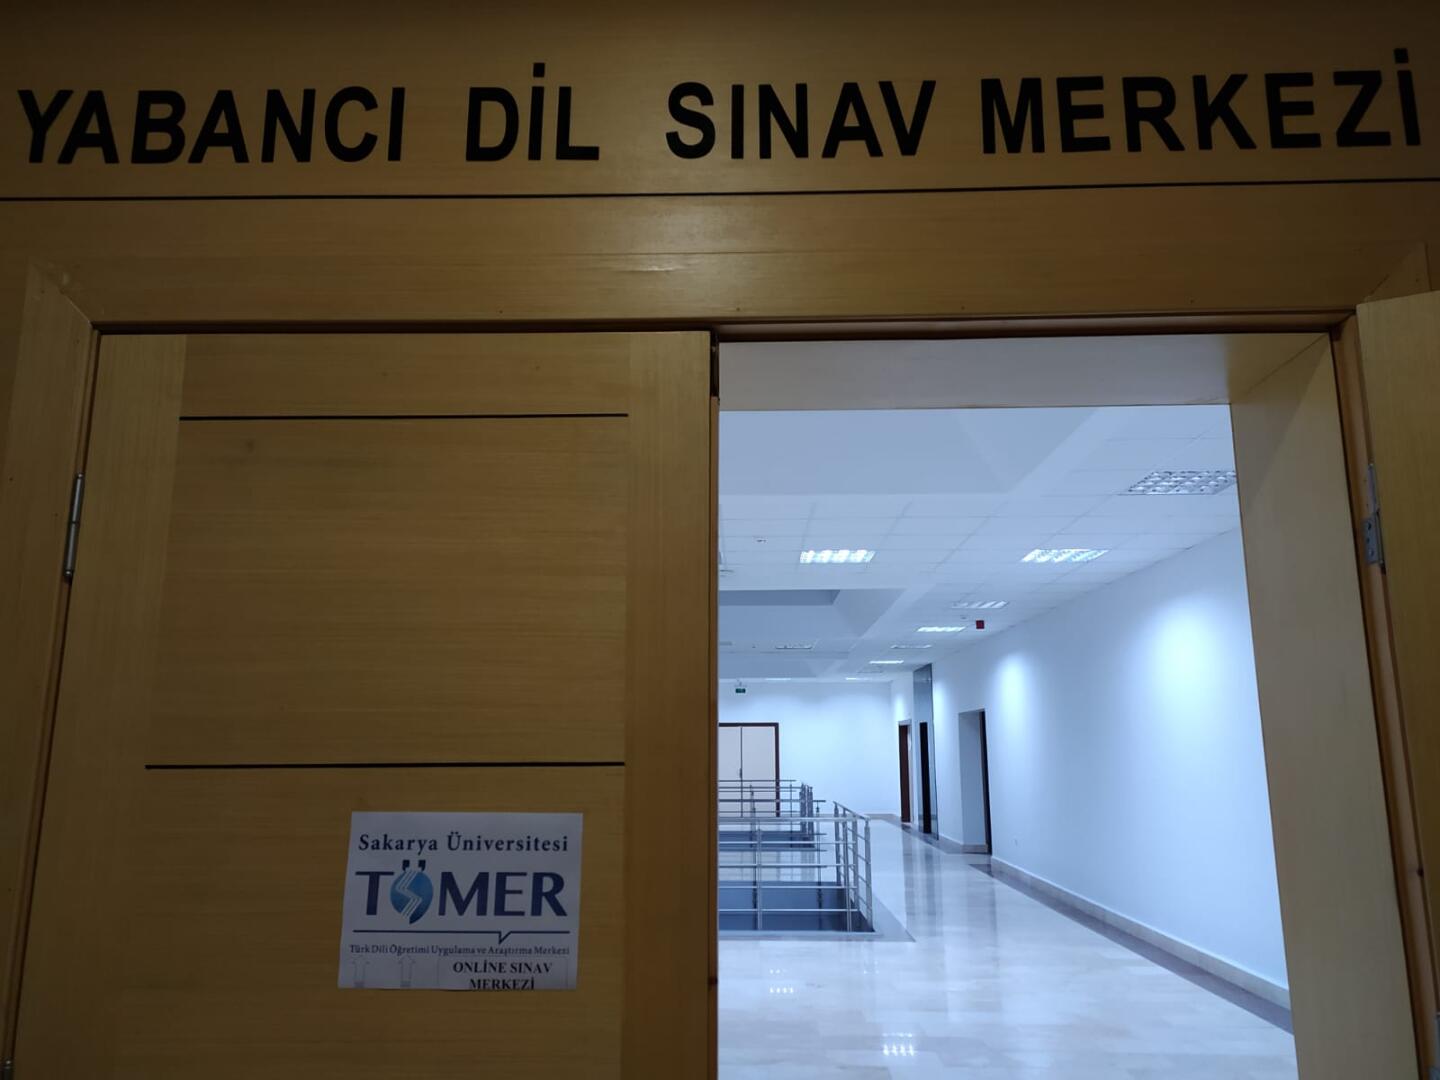 YABANCI DİL SINAV MERKEZİ
Sakarya Üniversitesi
TÖMER
Türk Dili Öğretimi Uygulama ve Araştırma Merkezi
ONLİNE SINAV
MERKEZİ